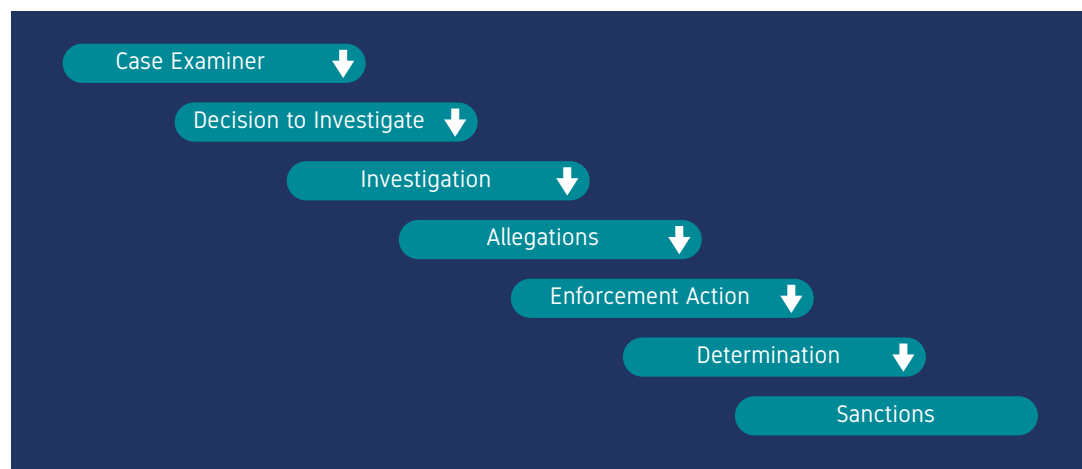 Case Examiner
Decision to Investigate
Investigation
Allegations
Enforcement Action
Determination
Sanctions